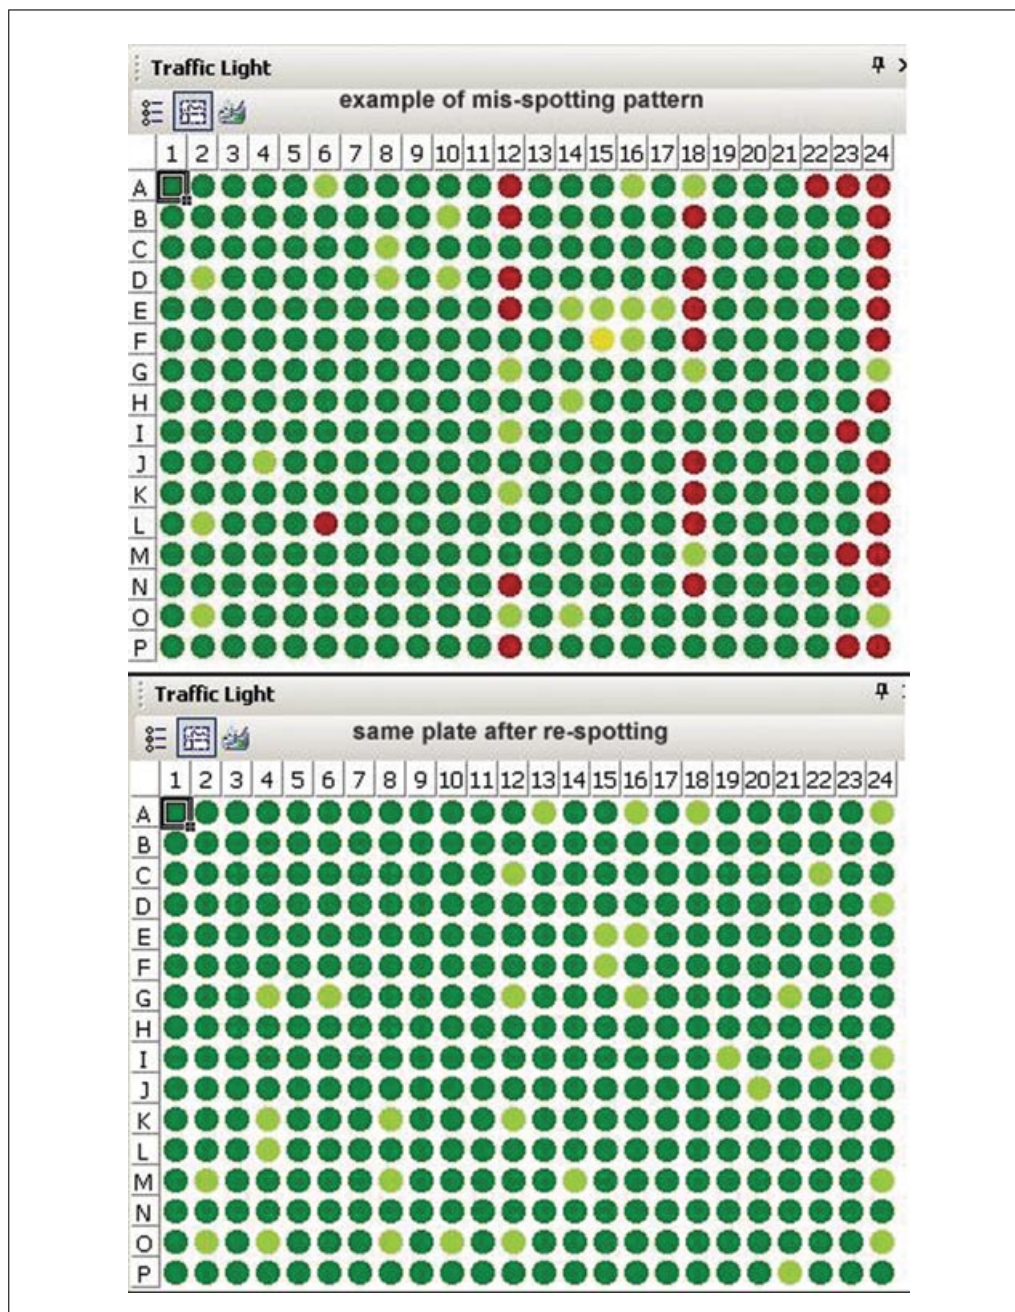 Traffic Light
example of mis-spotting pattern
1 2 3 4 5 6 7 8 9 10 11 12 13 14 15 16 17 18 19 20 21 22 23 24
A
B
C
D
E
F
G
H
I
J
K
L
M
N
O
P
Traffic Light
same plate after re-spotting
1 2 3 4 5 6 7 8 9 10 11 12 13 14 15 16 17 18 19 20 21 22 23 24
A
B
C
D
E
F
G
H
I
J
K
L
M
N
O
P